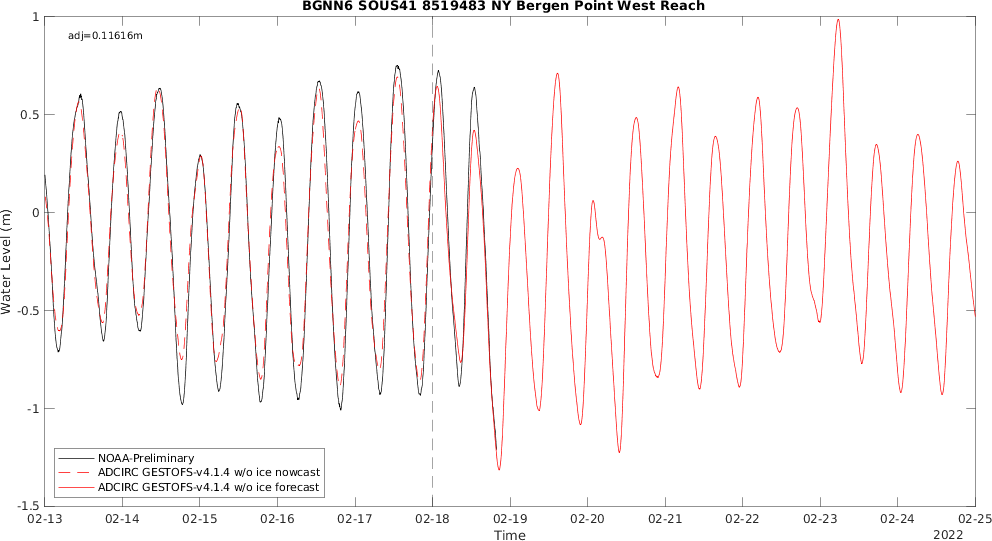 BGNN6 SOUS41 8519483 NY Bergen Point West Reach
adj=0.11616m
1
0.5
0
-0.5
-1
-1.5
Water Level (m)
NOAA-Preliminary
ADCIRC GESTOFS-v4.1.4 w/o ice nowcast
ADCIRC GESTOFS-v4.1.4 w/o ice forecast
02-13 02-14 02-15 02-16 02-17 02-18 02-19 02-20 02-21 02-22 02-23 02-24 02-25
Time
2022